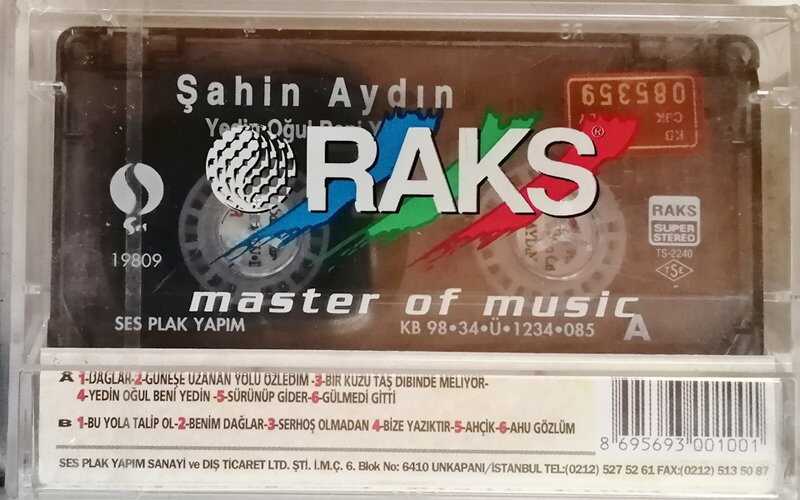 Şahin Aydın
085359
Yedin Oğul Beni
RAKS®
RAKS
SUPER
STEREO
TS-2240
TSE
19809
master of music
SES PLAK YAPIM
KB 98•34•Ü•1234•085
A
A 1-DAĞLAR-2-GÜNEŞE UZANAN YOLU ÖZLEDİM-3-BİR KUZU TAŞ DİBİNDE MELİYOR-
4-YEDİN OĞUL BENİ YEDİN -5-SÜRÜNÜP GİDER-6-GÜLMEDİ GİTTİ
B 1-BU YOLA TALİP OL-2-BENİM DAĞLAR-3-SERHOŞ OLMADAN 4-BİZE YAZIKTIR-5-AHÇİK-6-AHU GÖZLÜM
8 695693 001001
SES PLAK YAPIM SANAYİ ve DIŞ TİCARET LTD. ŞTİ. İ.M.Ç. 6. Blok No: 6410 UNKAPANI/İSTANBUL TEL:(0212) 527 52 61 FAX:(0212) 513 50 87